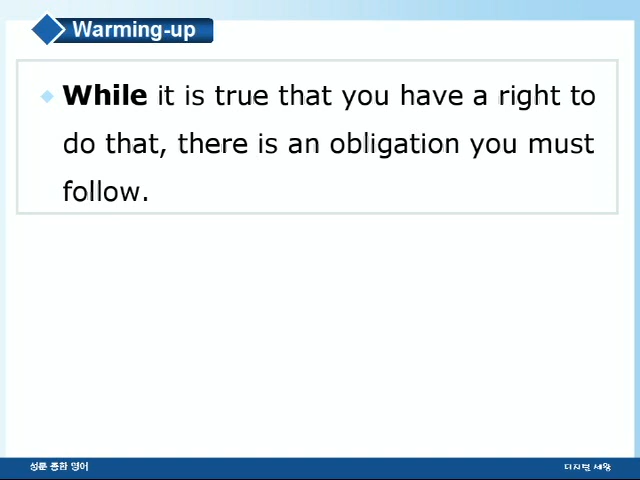 Warming-up
While it is true that you have a right to
do that, there is an obligation you must
follow.
성문 종합 영어
디지털 세왕